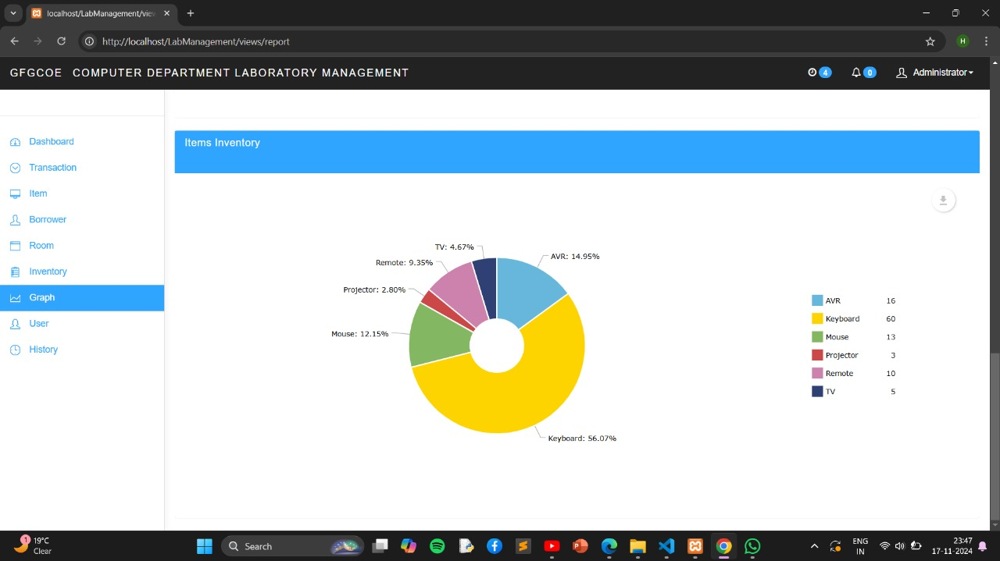 localhost/LabManagement/view
http://localhost/LabManagement/views/report
H
GFGCOE COMPUTER DEPARTMENT LABORATORY MANAGEMENT
4
0
Administrator
Dashboard
Transaction
Item
Borrower
Room
Inventory
Graph
User
History
Items Inventory
TV: 4.67%
AVR: 14.95%
Remote: 9.35%
Projector: 2.80%
Mouse: 12.15%
Keyboard: 56.07%
AVR 16
Keyboard 60
Mouse 13
Projector 3
Remote 10
TV 5
1
19°C
Clear
Search
ENG
IN
23:47
17-11-2024